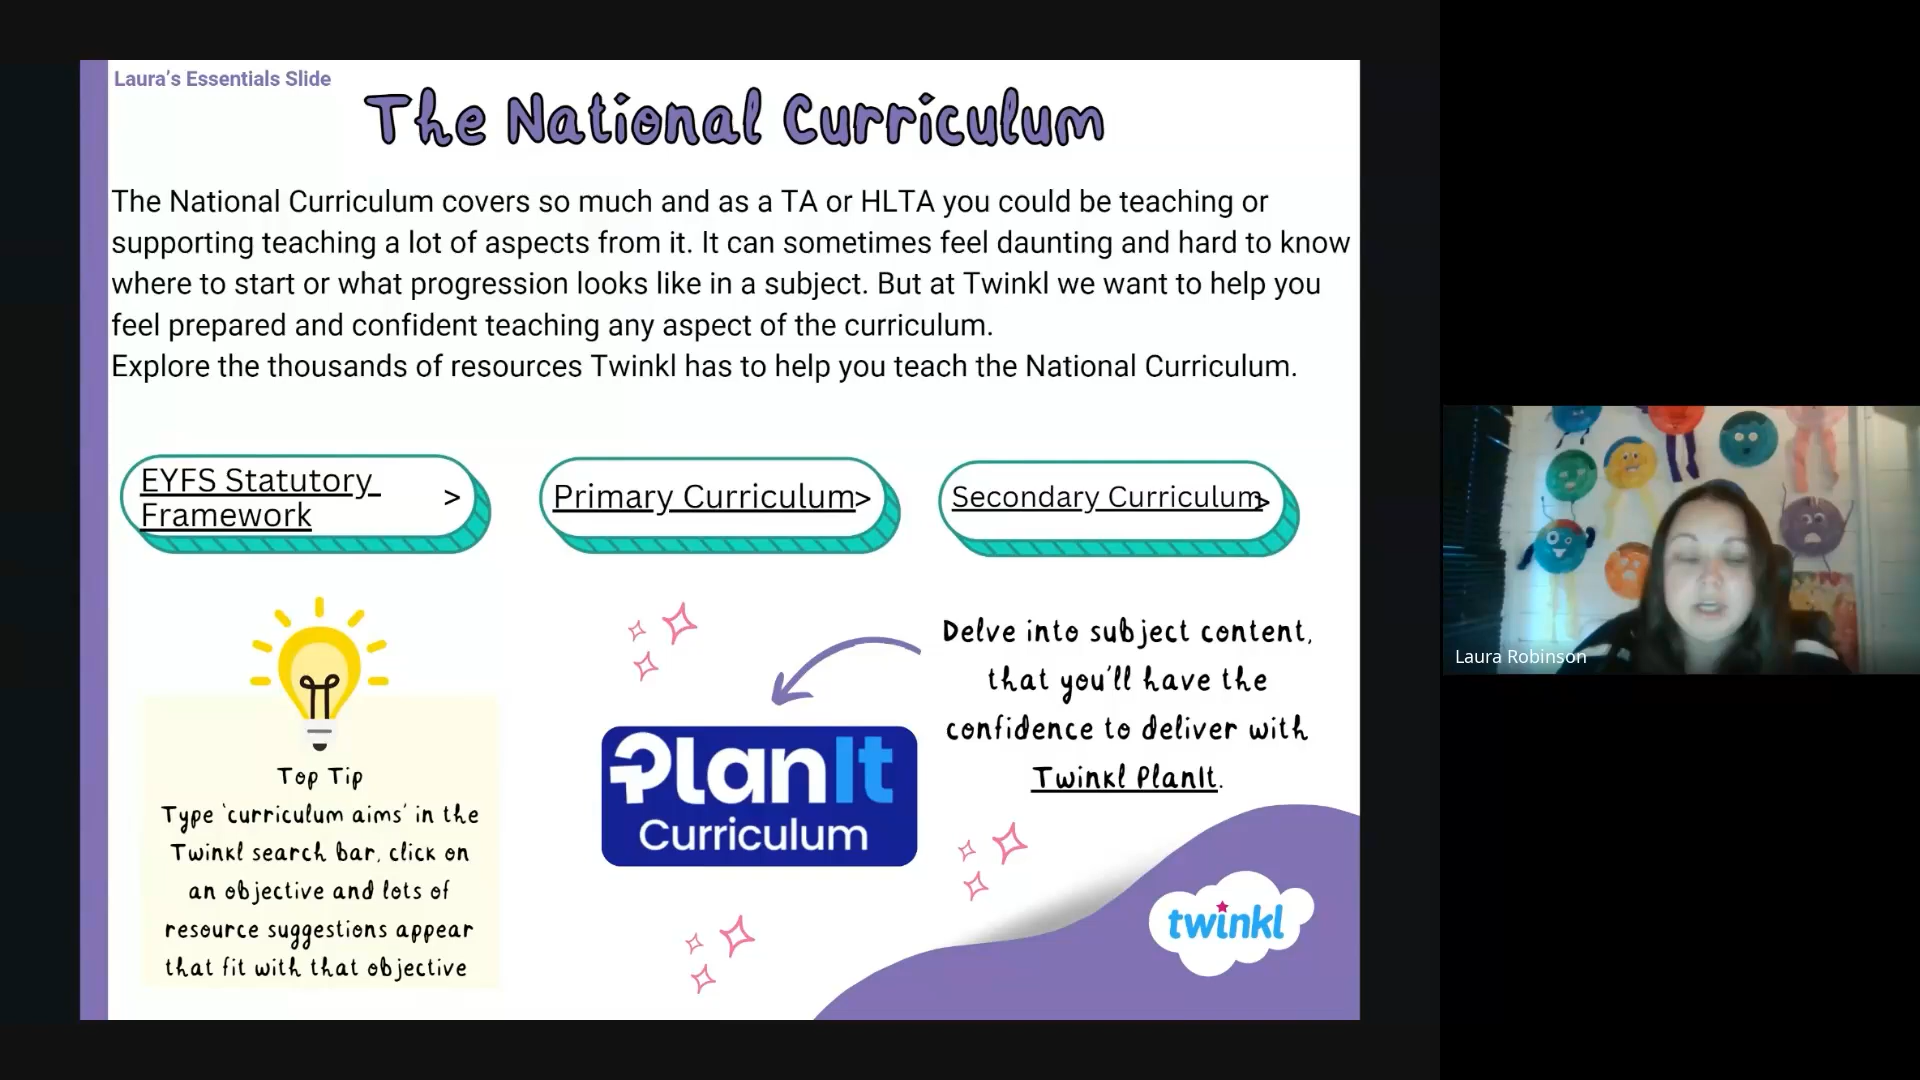 Laura's Essentials Slide
The National Curriculum
The National Curriculum covers so much and as a TA or HLTA you could be teaching or
supporting teaching a lot of aspects from it. It can sometimes feel daunting and hard to know
where to start or what progression looks like in a subject. But at Twinkl we want to help you
feel prepared and confident teaching any aspect of the curriculum.
Explore the thousands of resources Twinkl has to help you teach the National Curriculum.
EYFS Statutory
Framework >
Primary Curriculum>
Secondary Curriculum>
Top Tip
Type 'curriculum aims' in the
Twinkl search bar, click on
an objective and lots of
resource suggestions appear
that fit with that objective
PlanIt
Curriculum
Delve into subject content,
that you'll have the
confidence to deliver with
Twinkl PlanIt.
twinkl
Laura Robinson